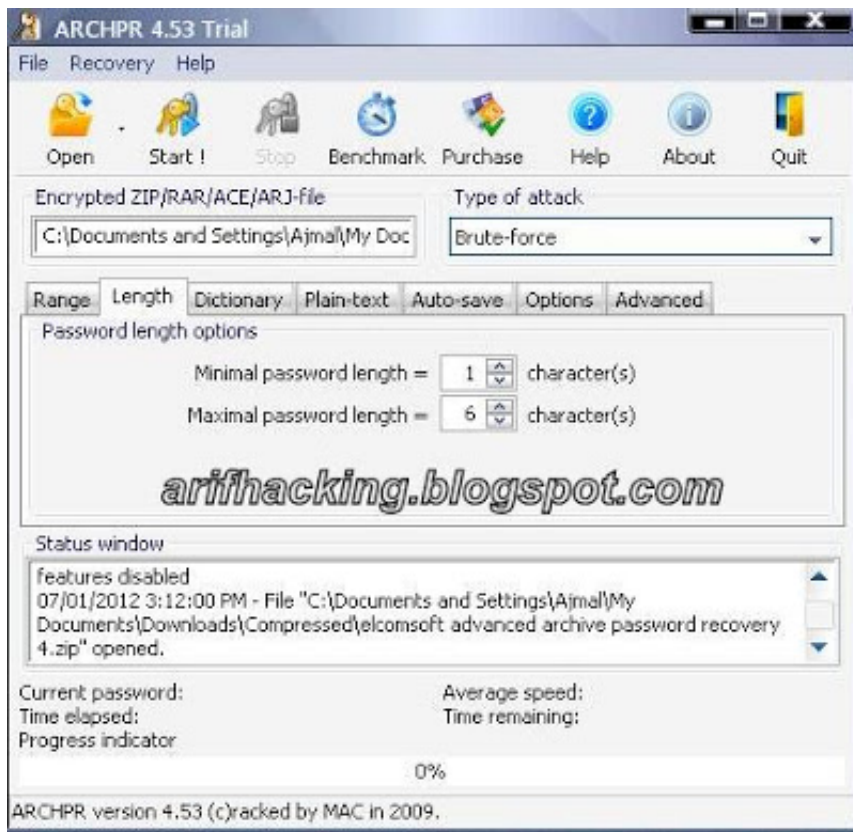 ARCHPR 4.53 Trial
File Recovery Help
Open Start ! Stop Benchmark Purchase Help About Quit
Encrypted ZIP/RAR/ACE/ARJ-file Type of attack
C:\Documents and Settings\Ajmal\My Doc Brute-force
Range Length Dictionary Plain-text Auto-save Options Advanced
Password length options
Minimal password length = 1 character(s)
Maximal password length = 6 character(s)
arifhacking.blogspot.com
Status window
features disabled
07/01/2012 3:12:00 PM - File "C:\Documents and Settings\Ajmal\My
Documents\Downloads\Compressed\elcomsoft advanced archive password recovery
4.zip" opened.
Current password: Average speed:
Time elapsed: Time remaining:
Progress indicator
0%
ARCHPR version 4.53 (c)racked by MAC in 2009.